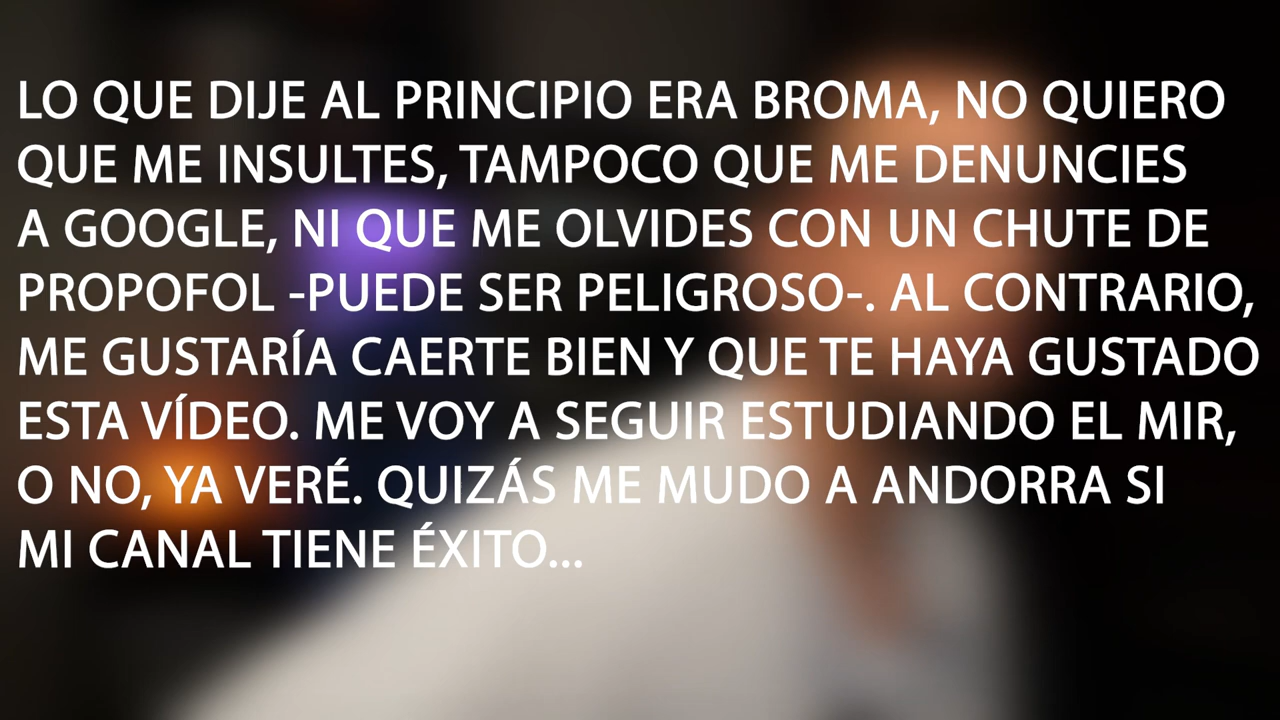 LO QUE DIJE AL PRINCIPIO ERA BROMA, NO QUIERO
QUE ME INSULTES, TAMPOCO QUE ME DENUNCIES
A GOOGLE, NI QUE ME OLVIDES CON UN CHUTE DE
PROPOFOL -PUEDE SER PELIGROSO-. AL CONTRARIO,
ME GUSTARÍA CAERTE BIEN Y QUE TE HAYA GUSTADO
ESTA VÍDEO. ME VOY A SEGUIR ESTUDIANDO EL MIR,
O NO, YA VERÉ. QUIZÁS ME MUDO A ANDORRA SI
MI CANAL TIENE ÉXITO...